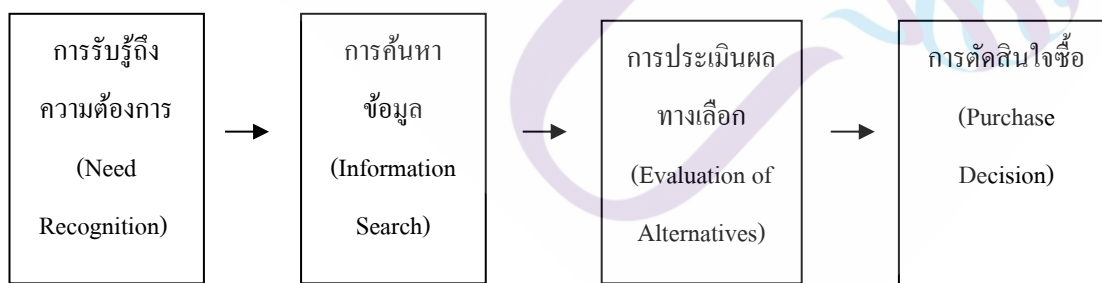 การรับรู้ถึง
ความต้องการ
(Need
Recognition)
การค้นหา
ข้อมูล
(Information
Search)
การประเมินผล
ทางเลือก
(Evaluation of
Alternatives)
การตัดสินใจซื้อ
(Purchase
Decision)